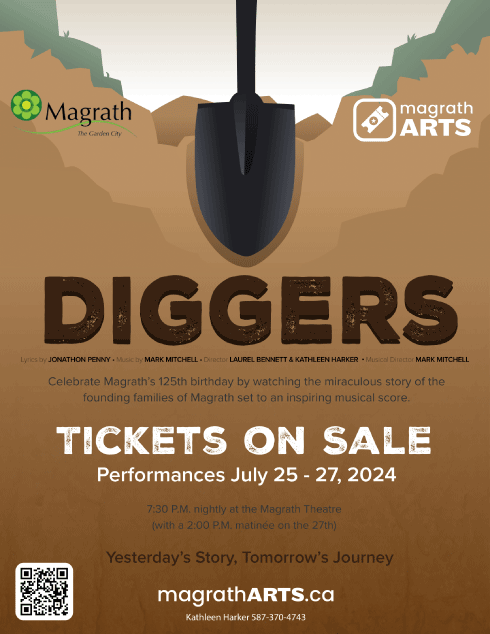 Magrath
The Garden City
magrath
ARTS
DIGGERS
Lyrics by JONATHON PENNY • Music by MARK MITCHELL • Director LAUREL BENNETT & KATHLEEN HARKER • Musical Director MARK MITCHELL
Celebrate Magrath's 125th birthday by watching the miraculous story of the
founding families of Magrath set to an inspiring musical score.
TICKETS ON SALE
Performances July 25 - 27, 2024
7:30 P.M. nightly at the Magrath Theatre
(with a 2:00 P.M. matinée on the 27th)
Yesterday's Story, Tomorrow's Journey
magrathARTS.ca
Kathleen Harker 587-370-4743